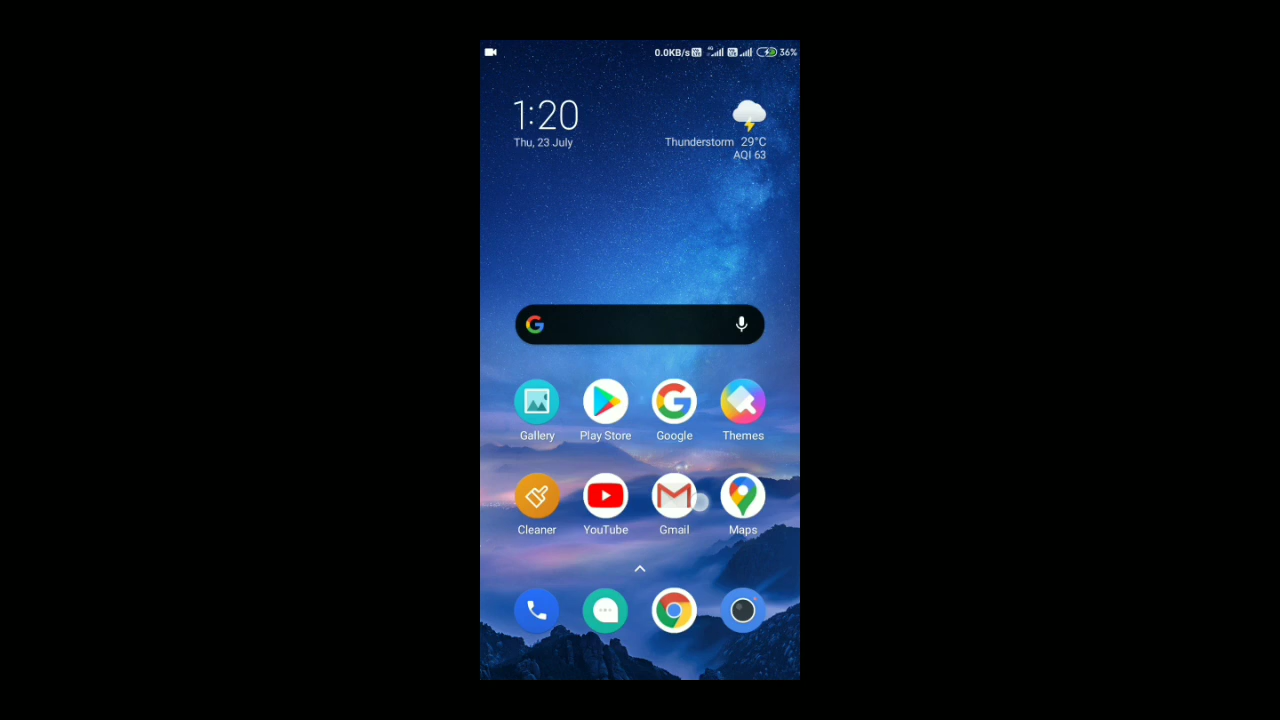 0.0KB/s 36%
1:20
Thu, 23 July
Thunderstorm 29°C
AQI 63
Gallery Play Store Google Themes
Cleaner YouTube Gmail Maps